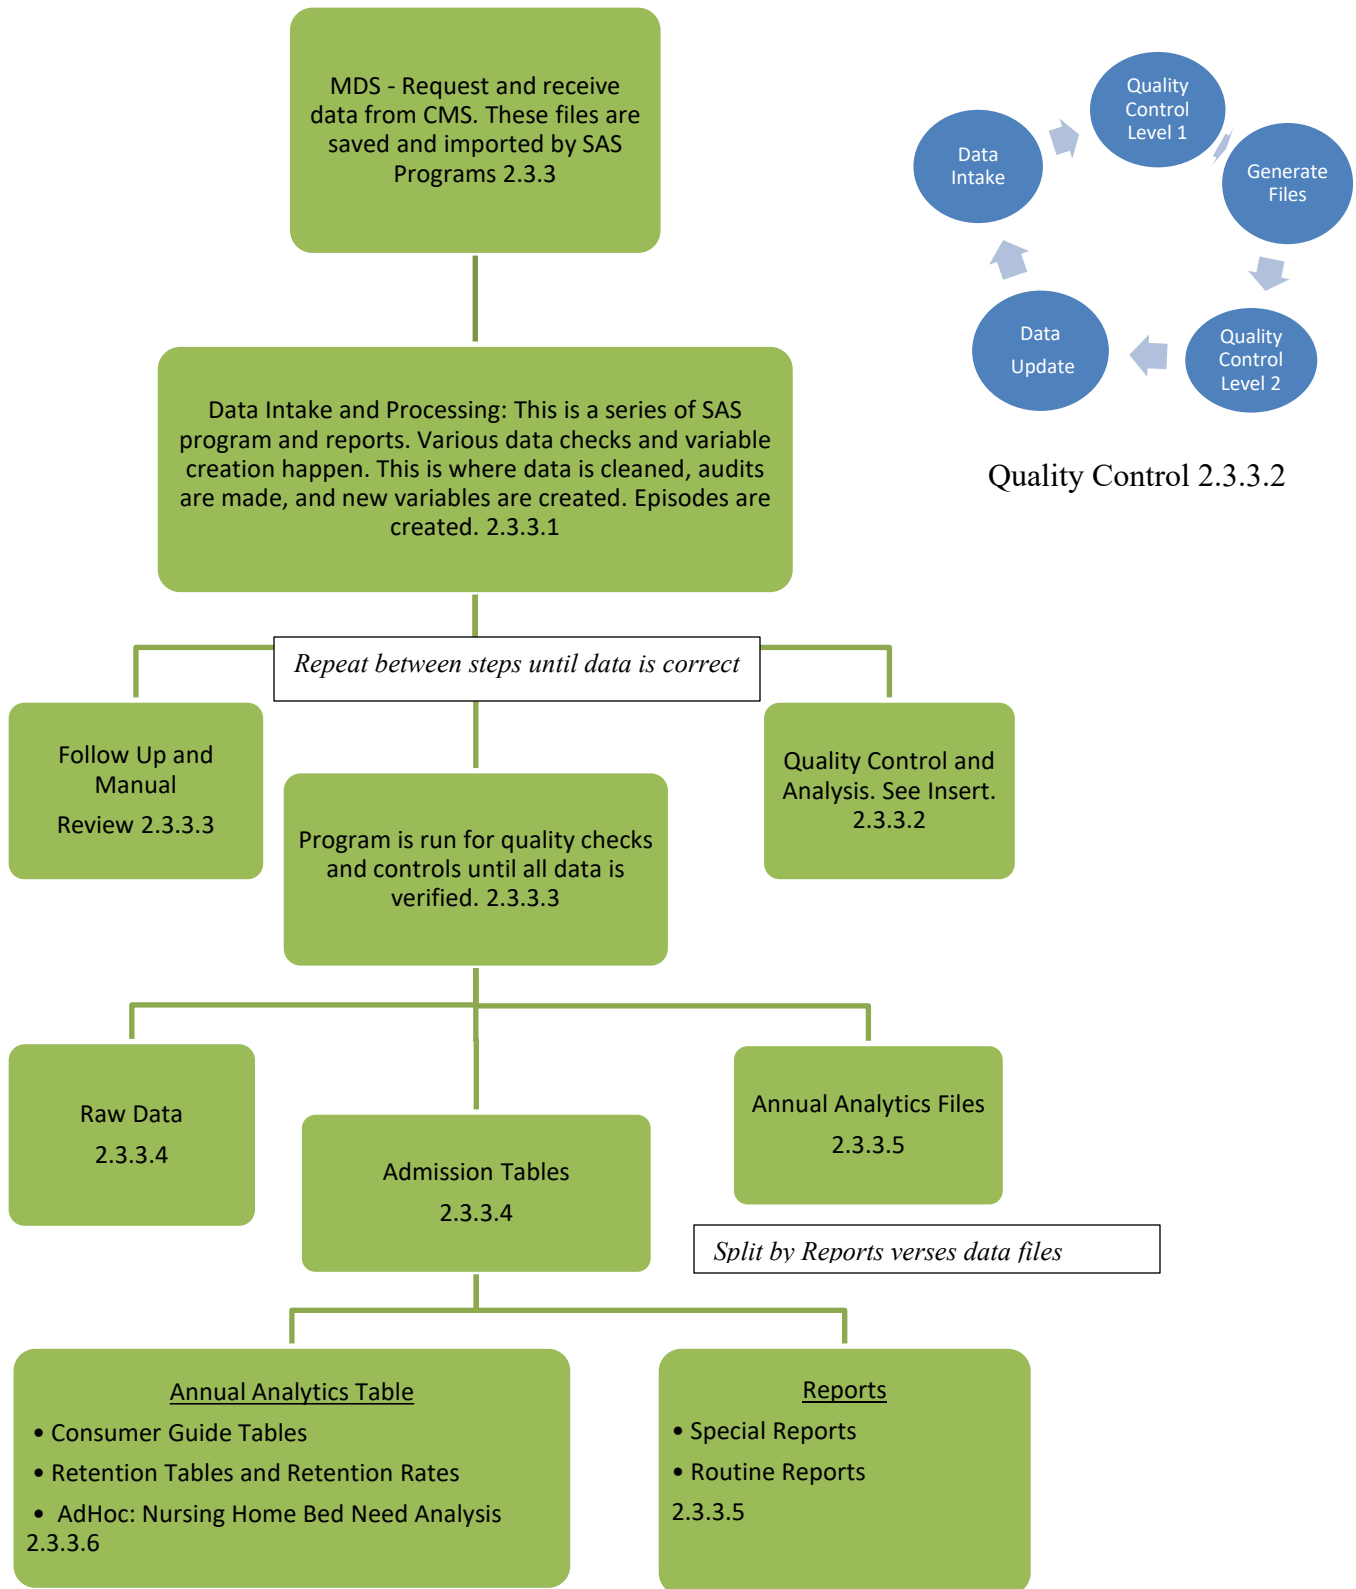 MDS - Request and receive
data from CMS. These files are
saved and imported by SAS
Programs 2.3.3
Quality
Control
Level 1
Data
Intake
Generate
Files
Data
Update
Quality
Control
Level 2
Quality Control 2.3.3.2
Data Intake and Processing: This is a series of SAS
program and reports. Various data checks and variable
creation happen. This is where data is cleaned, audits
are made, and new variables are created. Episodes are
created. 2.3.3.1
Repeat between steps until data is correct
Follow Up and
Manual
Review 2.3.3.3
Program is run for quality checks
and controls until all data is
verified. 2.3.3.3
Quality Control and
Analysis. See Insert.
2.3.3.2
Raw Data
2.3.3.4
Admission Tables
2.3.3.4
Annual Analytics Files
2.3.3.5
Split by Reports verses data files
Annual Analytics Table
• Consumer Guide Tables
• Retention Tables and Retention Rates
• AdHoc: Nursing Home Bed Need Analysis
2.3.3.6
Reports
• Special Reports
• Routine Reports
2.3.3.5